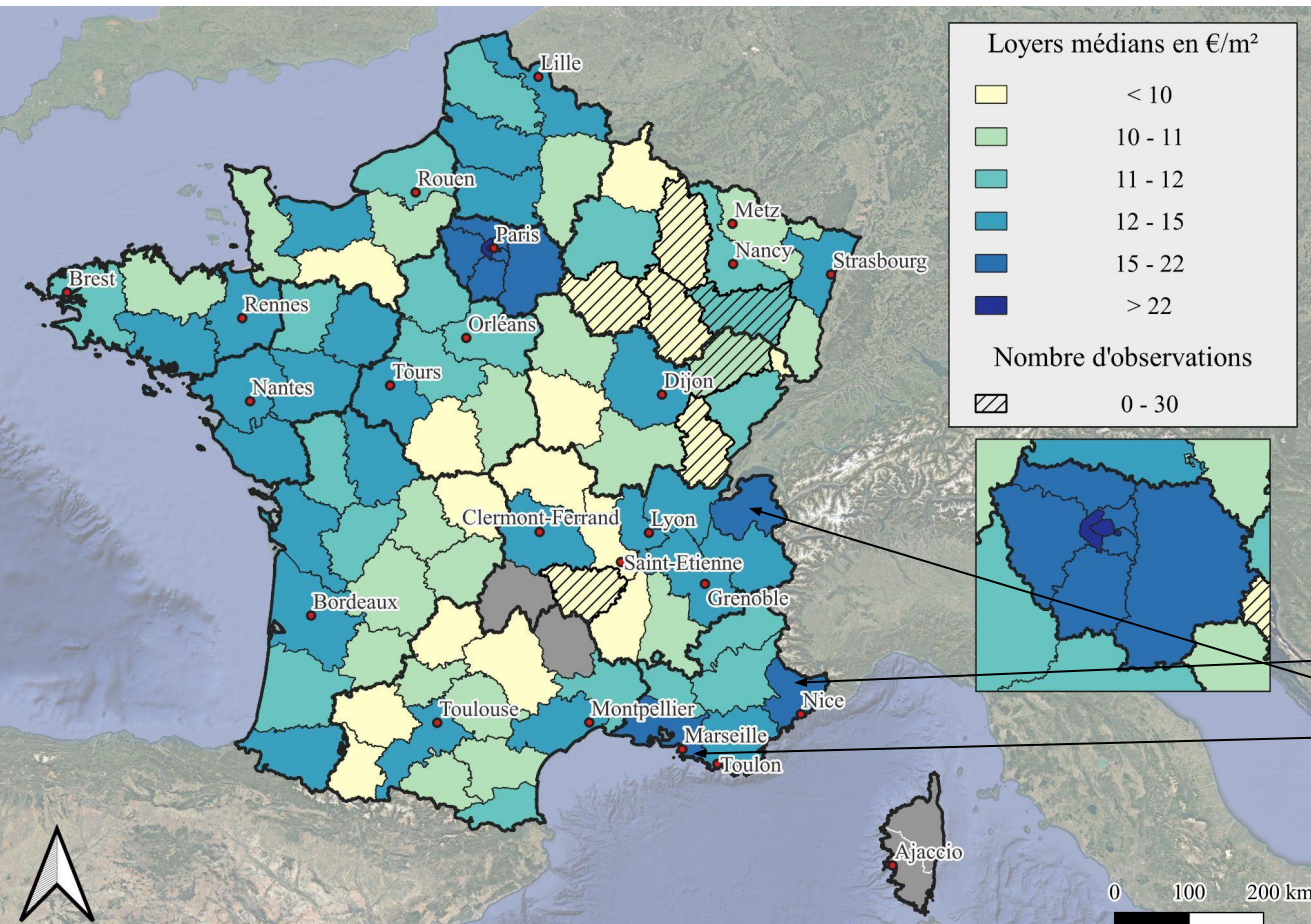 Loyers médians en €/m²
< 10
10 - 11
11 - 12
12 - 15
15 - 22
> 22
Nombre d'observations
0 - 30
Lille
Rouen
Metz
Paris
Nancy
Strasbourg
Brest
Rennes
Orléans
Tours
Dijon
Nantes
Clermont-Ferrand
Lyon
Saint-Etienne
Grenoble
Bordeaux
Toulouse
Montpellier
Nice
Marseille
Toulon
Ajaccio
0 100 200 km